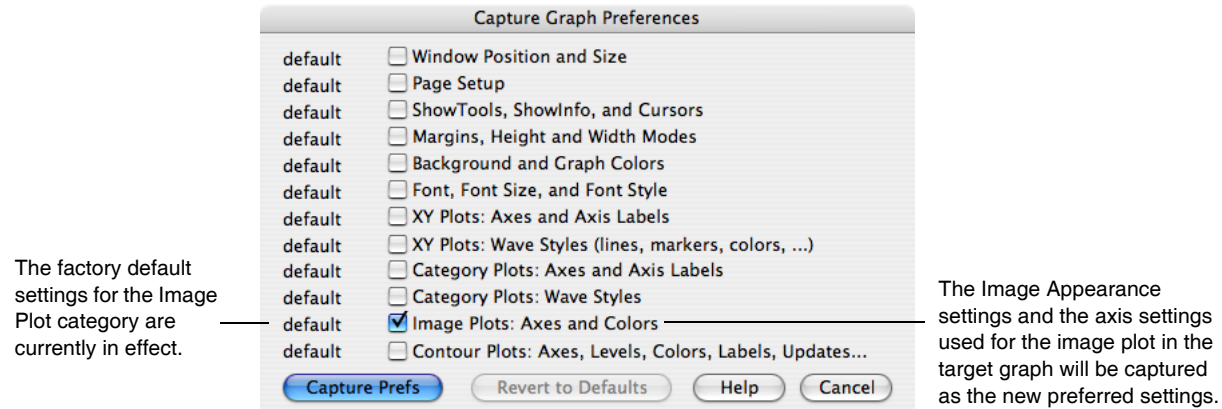 Capture Graph Preferences
default Window Position and Size
default Page Setup
default ShowTools, ShowInfo, and Cursors
default Margins, Height and Width Modes
default Background and Graph Colors
default Font, Font Size, and Font Style
default XY Plots: Axes and Axis Labels
default XY Plots: Wave Styles (lines, markers, colors, ...)
default Category Plots: Axes and Axis Labels
default Category Plots: Wave Styles
default Image Plots: Axes and Colors
default Contour Plots: Axes, Levels, Colors, Labels, Updates...
Capture Prefs Revert to Defaults Help Cancel
The factory default
settings for the Image
Plot category are
currently in effect.
The Image Appearance
settings and the axis settings
used for the image plot in the
target graph will be captured
as the new preferred settings.